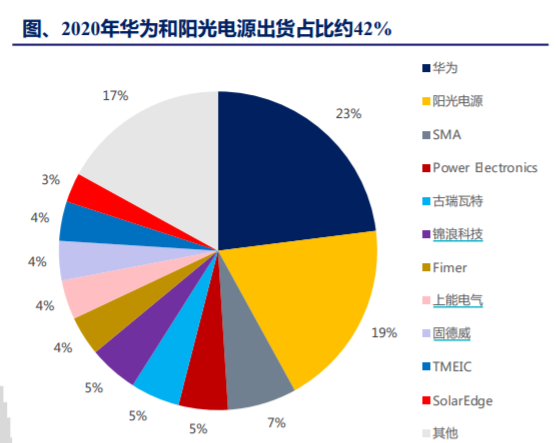 图、2020年华为和阳光电源出货占比约42%
17%
23%
3%
4%
4%
4%
4%
5%
5%
5%
7%
19%
华为
阳光电源
SMA
Power Electronics
古瑞瓦特
锦浪科技
Fimer
上能电气
固德威
TMEIC
SolarEdge
其他